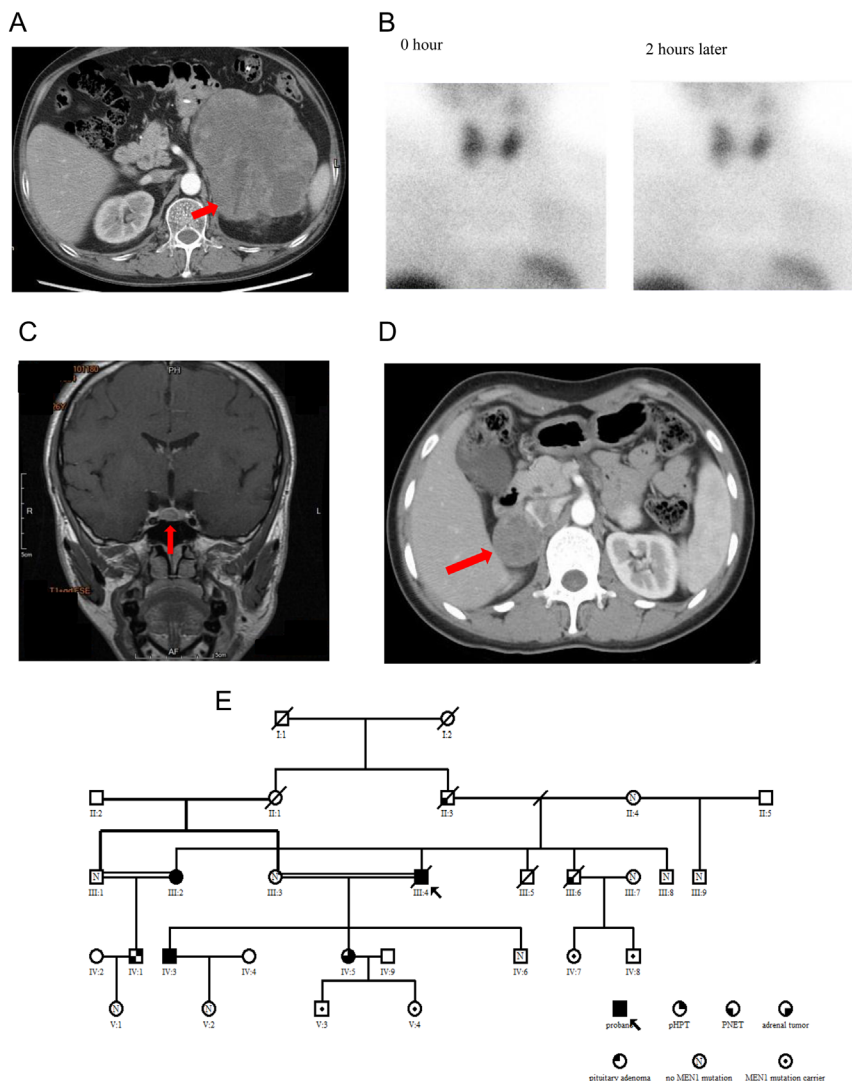 A
B
0 hour
2 hours later
L
C
D
101180
PH
R
L
5cm
AF
5cm
E
I:1
I:2
II:2
II:1
II:3
N
II:4
II:5
N
III:1
III:2
N
III:3
III:4
III:5
III:6
N
III:7
N
III:8
N
III:9
IV:2
IV:1
IV:3
IV:4
IV:5
IV:9
N
IV:6
IV:7
IV:8
N
V:1
N
V:2
V:3
V:4
proband
pHPT
PNET
adrenal tumor
pituitary adenoma
N
no MEN1 mutation
MEN1 mutation carrier